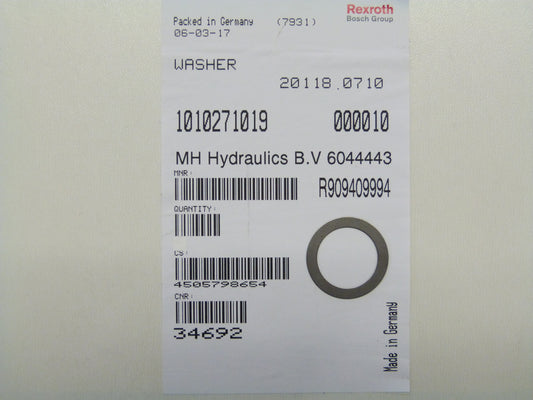 Packed in Germany (7931) Rexroth
06-03-17 Bosch Group
WASHER
20118.0710
1010271019 000010
MH Hydraulics B.V 6044443
MNR:
R909409994
QUANTITY:
CS:
4505798654
CNR:
34692
Made in Germany